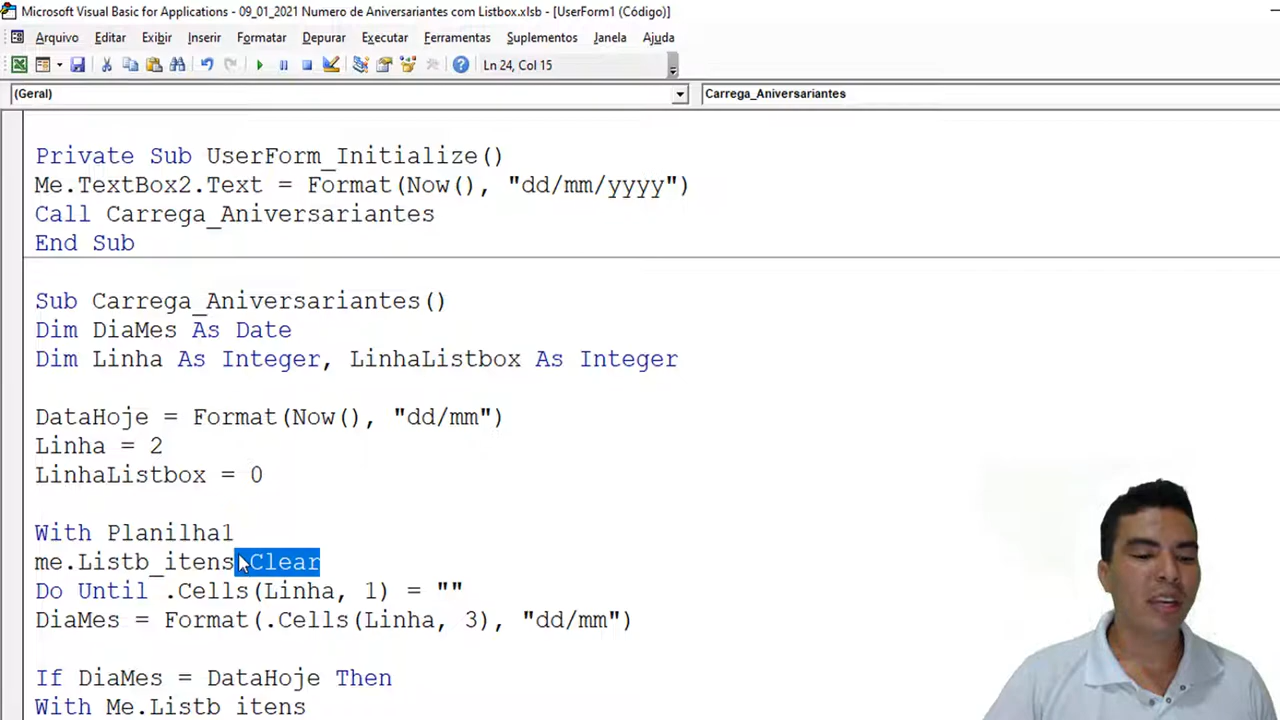 Microsoft Visual Basic for Applications - 09_01_2021 Numero de Aniversariantes com Listbox.xlsb - [UserForm1 (Código)]
Arquivo Editar Exibir Inserir Formatar Depurar Executar Ferramentas Suplementos Janela Ajuda
Ln 24, Col 15
(Geral) Carrega_Aniversariantes
Private Sub UserForm_Initialize()
Me.TextBox2.Text = Format(Now(), "dd/mm/yyyy")
Call Carrega_Aniversariantes
End Sub
Sub Carrega_Aniversariantes()
Dim DiaMes As Date
Dim Linha As Integer, LinhaListbox As Integer
DataHoje = Format(Now(), "dd/mm")
Linha = 2
LinhaListbox = 0
With Planilha1
me.Listb_itens.Clear
Do Until .Cells(Linha, 1) = ""
DiaMes = Format(.Cells(Linha, 3), "dd/mm")
If DiaMes = DataHoje Then
With Me.Listb itens